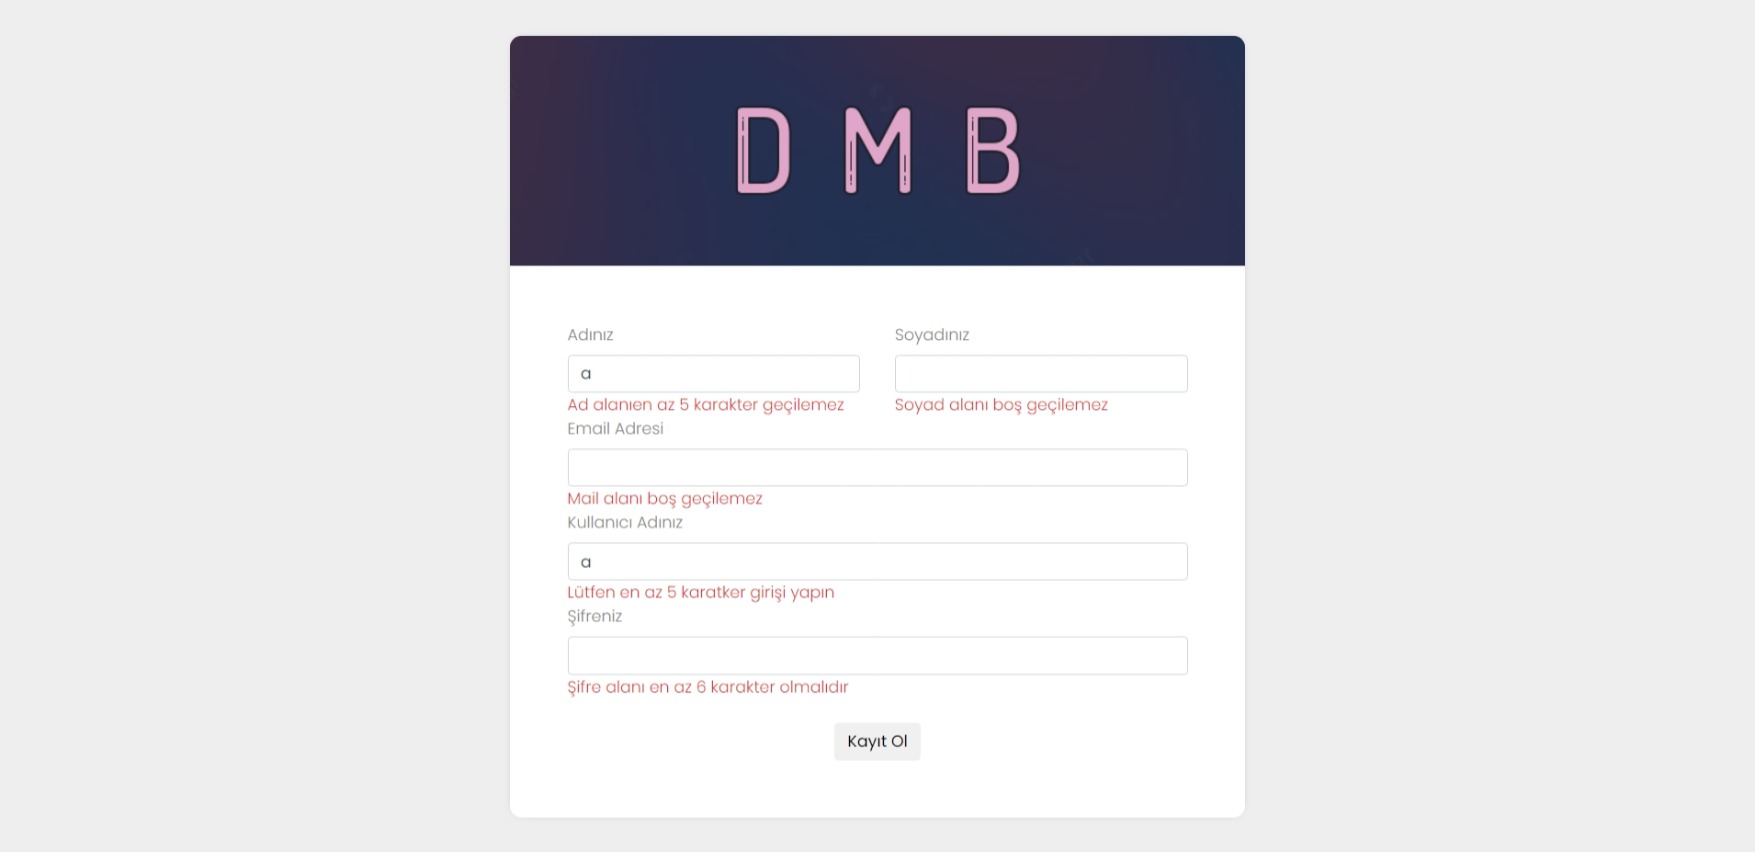 D M B
Adınız
Soyadınız
a
Ad alanıen az 5 karakter geçilemez
Soyad alanı boş geçilemez
Email Adresi
Mail alanı boş geçilemez
Kullanıcı Adınız
a
Lütfen en az 5 karatker girişi yapın
Şifreniz
Şifre alanı en az 6 karakter olmalıdır
Kayıt Ol